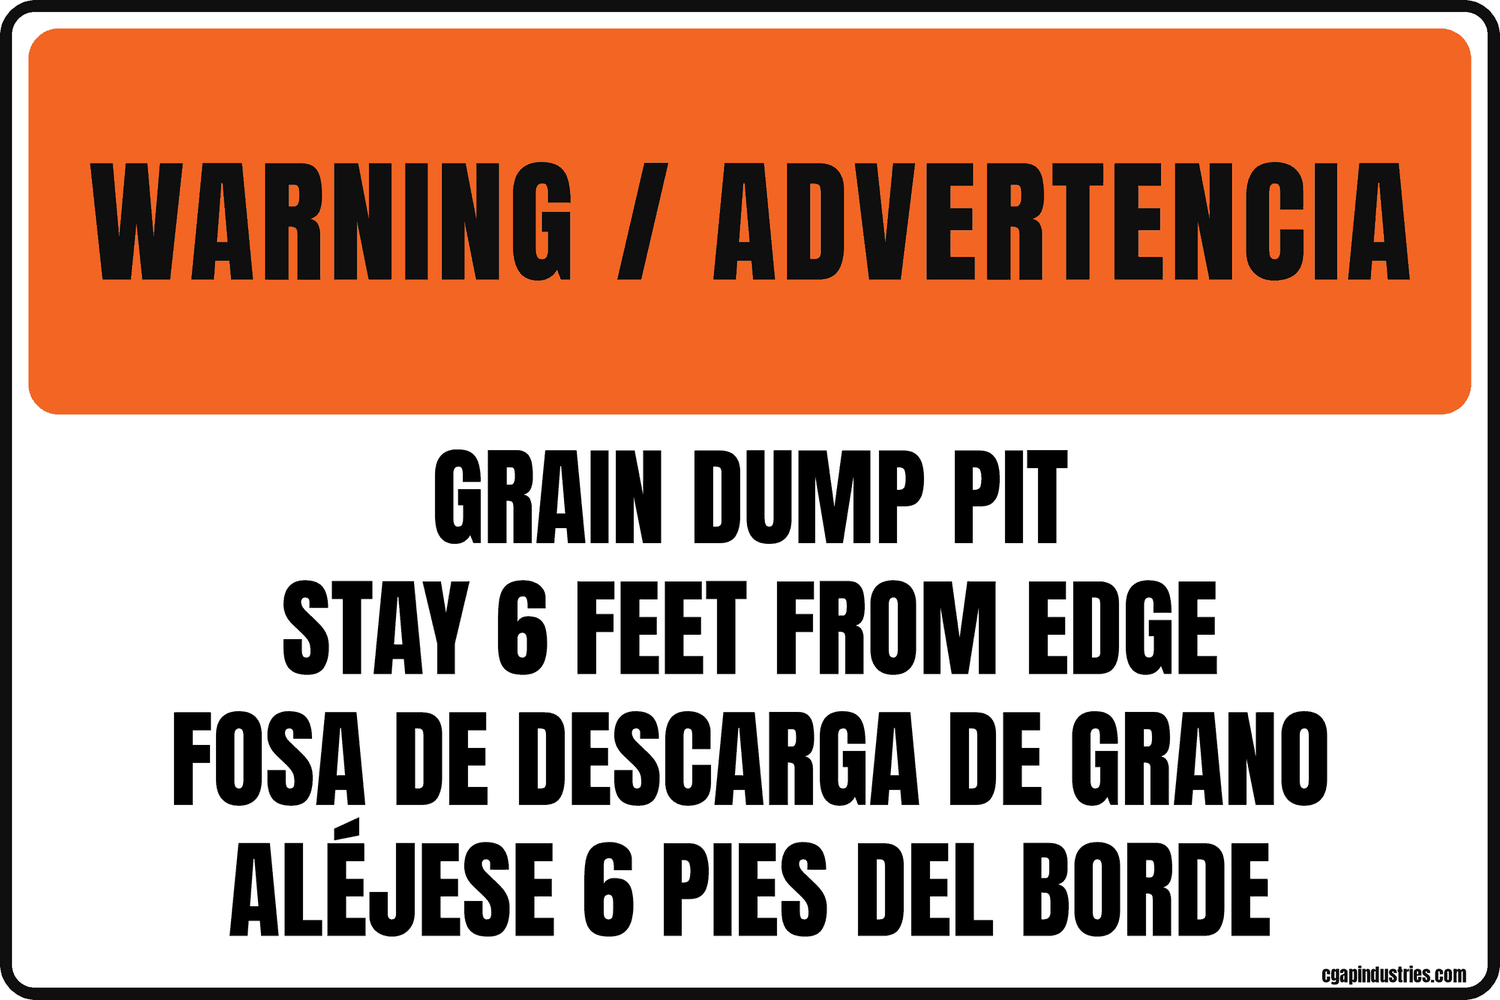 WARNING / ADVERTENCIA
GRAIN DUMP PIT
STAY 6 FEET FROM EDGE
FOSA DE DESCARGA DE GRANO
ALÉJESE 6 PIES DEL BORDE
cgapindustries.com